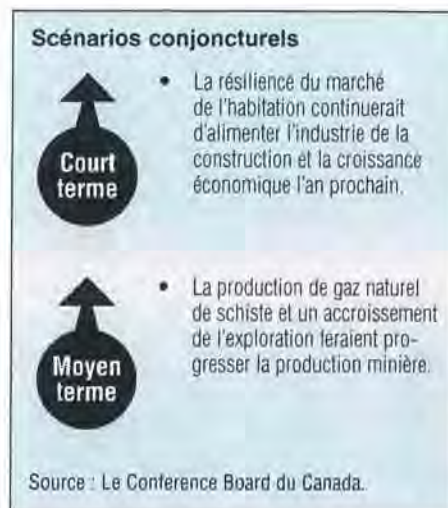 Scénarios conjoncturels
Court
terme
• La résilience du marché
de l'habitation continuerait
d'alimenter l'industrie de la
construction et la croissance
économique l'an prochain.
Moyen
terme
• La production de gaz naturel
de schiste et un accroissement
de l'exploration feraient pro-
gresser la production minière.
Source : Le Conference Board du Canada.